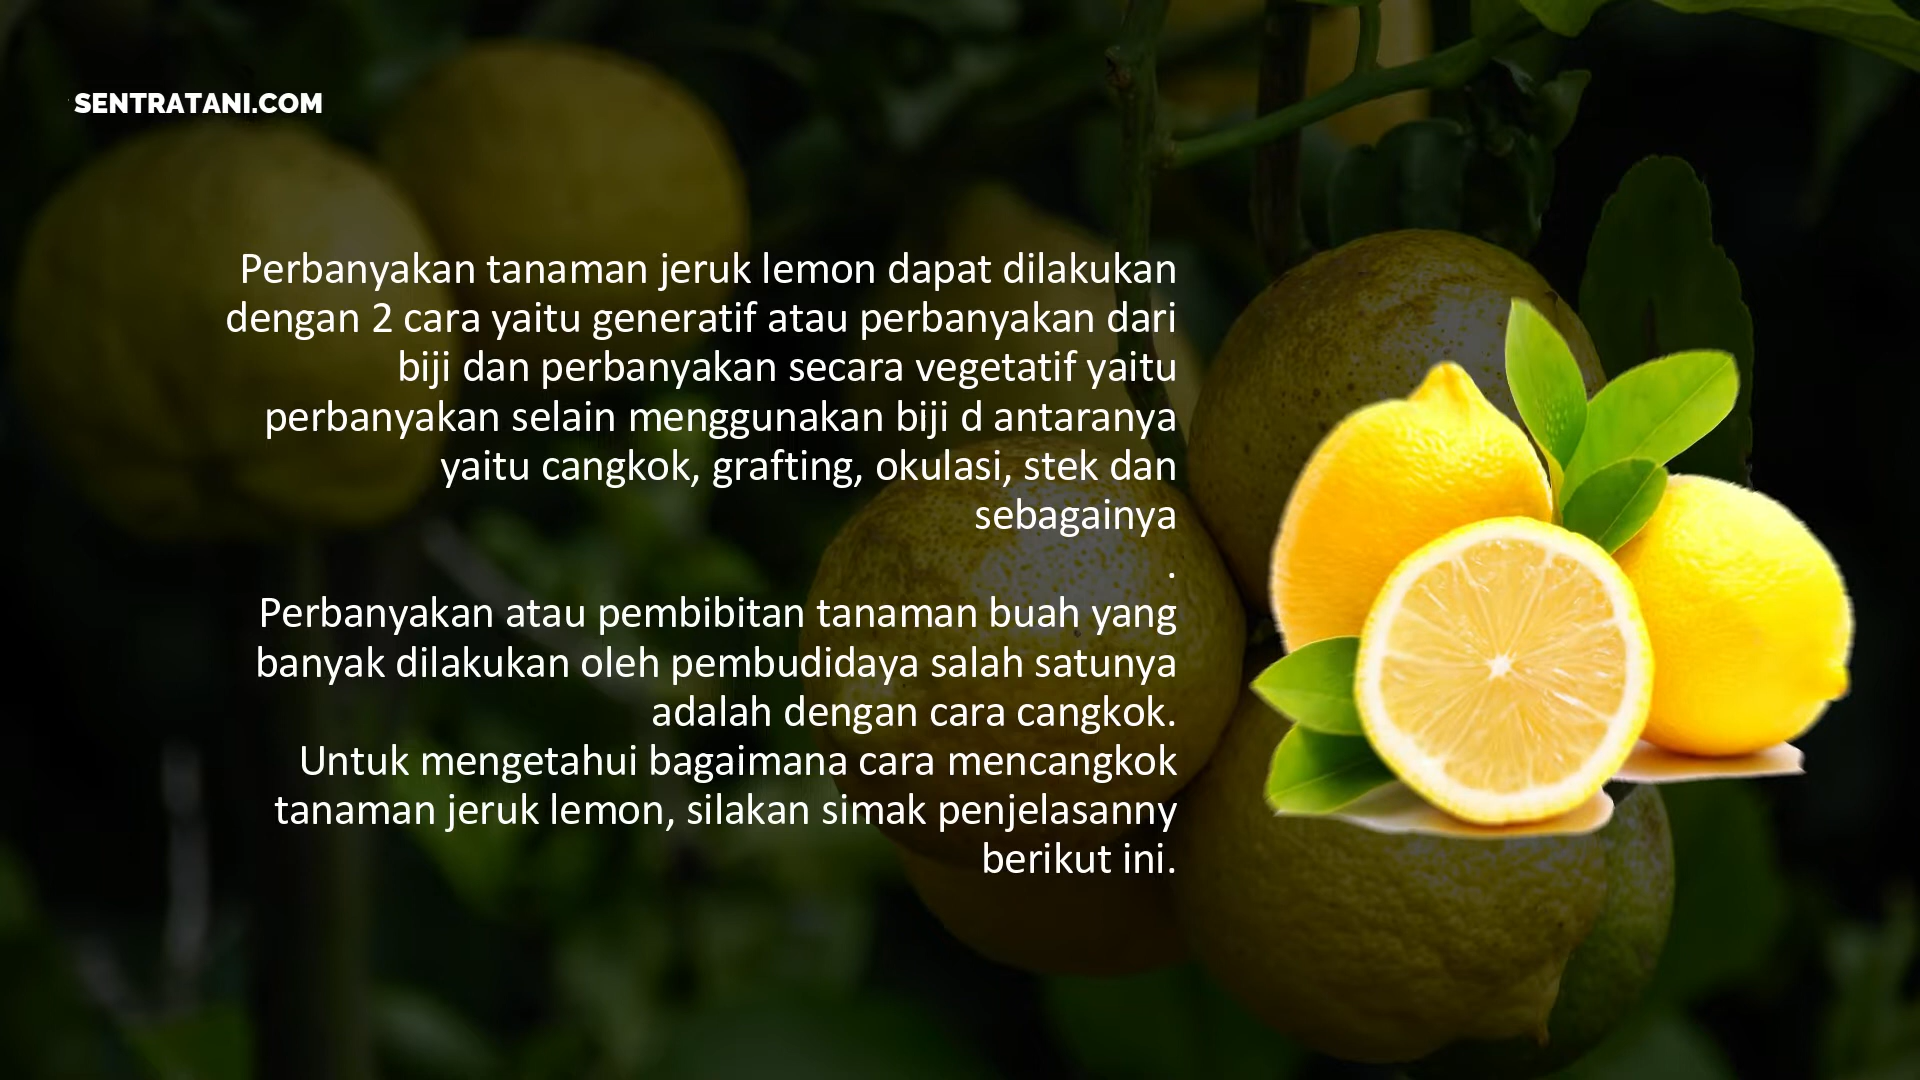 SENTRATANI.COM
Perbanyakan tanaman jeruk lemon dapat dilakukan
dengan 2 cara yaitu generatif atau perbanyakan dari
biji dan perbanyakan secara vegetatif yaitu
perbanyakan selain menggunakan biji d antaranya
yaitu cangkok, grafting, okulasi, stek dan
sebagainya
.
Perbanyakan atau pembibitan tanaman buah yang
banyak dilakukan oleh pembudidaya salah satunya
adalah dengan cara cangkok.
Untuk mengetahui bagaimana cara mencangkok
tanaman jeruk lemon, silakan simak penjelasanny
berikut ini.